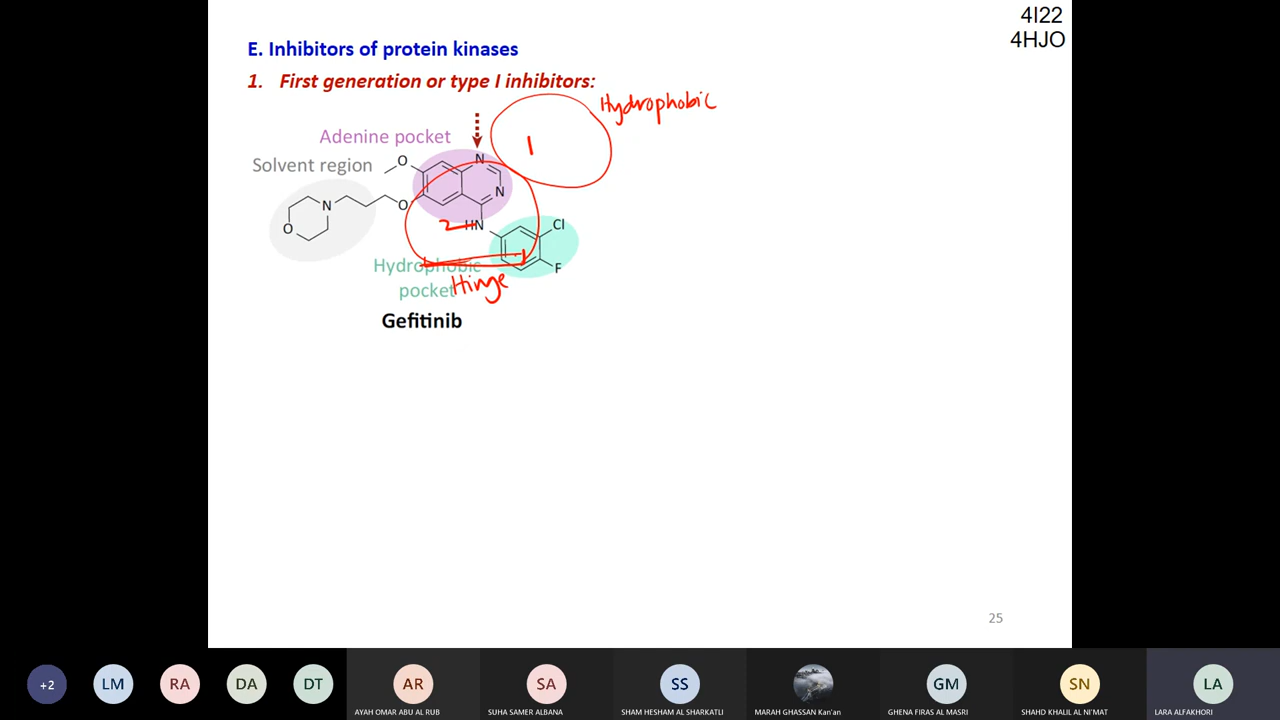 4I22
4HJO
E. Inhibitors of protein kinases
1. First generation or type I inhibitors:
Hydrophobic
Adenine pocket
1
Solvent region
O
N
N
N
O
O
2
HN
Cl
Hydrophobic
F
pocket
Hinge
Gefitinib
25
+2
LM
RA
DA
DT
AR
SA
SS
GM
SN
LA
AYAH OMAR ABU AL RUB
SUHA SAMER ALBANA
SHAM HESHAM AL SHARKATLI
MARAH GHASSAN Kan'an
GHENA FIRAS AL MASRI
SHAHD KHALIL AL NI'MAT
LARA ALFAKHORI